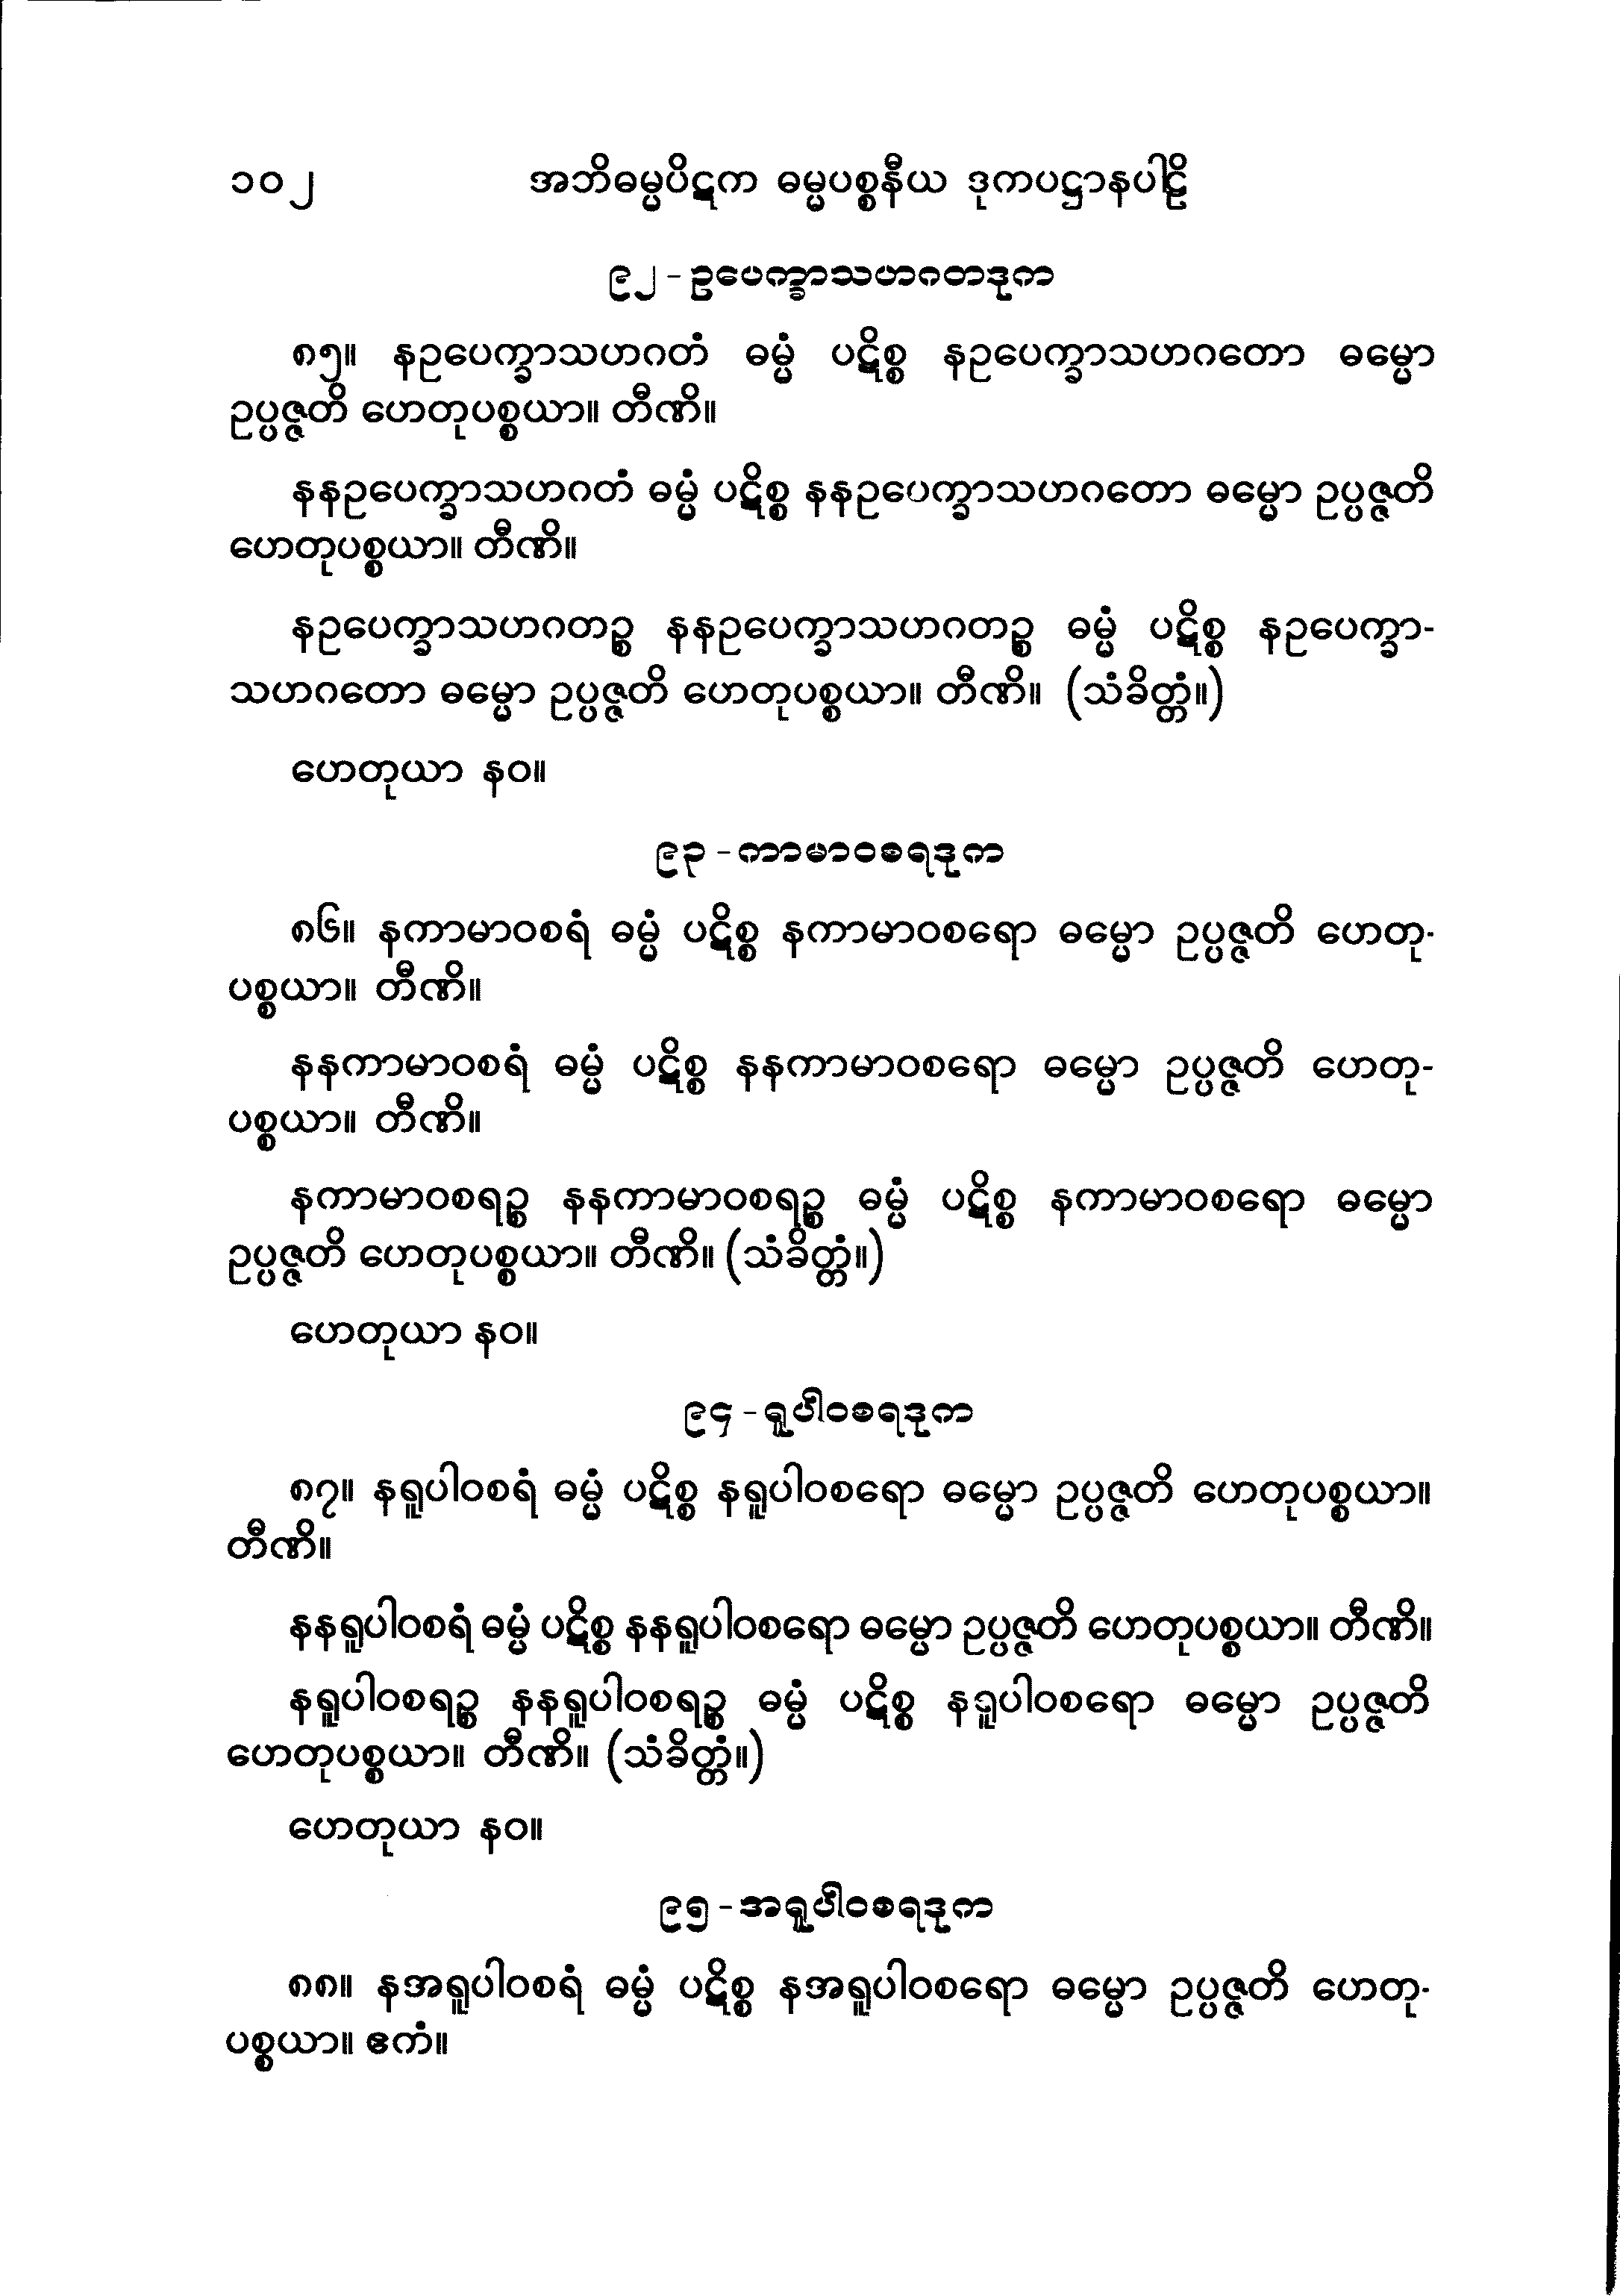 ၁၀၂ အဘိဓမ္မပိဋက ဓမ္မပစ္စနီယ ဒုကပဋ္ဌာနပါဠိ
၉၂-ဥပေက္ခာသဟဂတဒုက
၈၅။ နဥပေက္ခာသဟဂတံ ဓမ္မံ ပဋိစ္စ နဥပေက္ခာသဟဂတော ဓမ္မော
ဥပ္ပဇ္ဇတိ ဟေတုပစ္စယာ။ တီဏိ။
နနဥပေက္ခာသဟဂတံ ဓမ္မံ ပဋိစ္စ နနဥပေက္ခာသဟဂတော ဓမ္မော ဥပ္ပဇ္ဇတိ
ဟေတုပစ္စယာ။ တီဏိ။
နဥပေက္ခာသဟဂတဉ္စ နနဥပေက္ခာသဟဂတဉ္စ ဓမ္မံ ပဋိစ္စ နဥပေက္ခာ-
သဟဂတော ဓမ္မော ဥပ္ပဇ္ဇတိ ဟေတုပစ္စယာ။ တီဏိ။ (သံခိတ္တံ။)
ဟေတုယာ နဝ။
၉၃-ကာမာဝစရဒုက
၈၆။ နကာမာဝစရံ ဓမ္မံ ပဋိစ္စ နကာမာဝစရော ဓမ္မော ဥပ္ပဇ္ဇတိ ဟေတု-
ပစ္စယာ။ တီဏိ။
နနကာမာဝစရံ ဓမ္မံ ပဋိစ္စ နနကာမာဝစရော ဓမ္မော ဥပ္ပဇ္ဇတိ ဟေတု-
ပစ္စယာ။ တီဏိ။
နကာမာဝစရဉ္စ နနကာမာဝစရဉ္စ ဓမ္မံ ပဋိစ္စ နကာမာဝစရော ဓမ္မော
ဥပ္ပဇ္ဇတိ ဟေတုပစ္စယာ။ တီဏိ။ (သံခိတ္တံ။)
ဟေတုယာ နဝ။
၉၄-ရူပါဝစရဒုက
၈၇။ နရူပါဝစရံ ဓမ္မံ ပဋိစ္စ နရူပါဝစရော ဓမ္မော ဥပ္ပဇ္ဇတိ ဟေတုပစ္စယာ။
တီဏိ။
နနရူပါဝစရံ ဓမ္မံ ပဋိစ္စ နနရူပါဝစရော ဓမ္မော ဥပ္ပဇ္ဇတိ ဟေတုပစ္စယာ။ တီဏိ။
နရူပါဝစရဉ္စ နနရူပါဝစရဉ္စ ဓမ္မံ ပဋိစ္စ နရူပါဝစရော ဓမ္မော ဥပ္ပဇ္ဇတိ
ဟေတုပစ္စယာ။ တီဏိ။ (သံခိတ္တံ။)
ဟေတုယာ နဝ။
၉၅-အရူပါဝစရဒုက
၈၈။ နအရူပါဝစရံ ဓမ္မံ ပဋိစ္စ နအရူပါဝစရော ဓမ္မော ဥပ္ပဇ္ဇတိ ဟေတု-
ပစ္စယာ။ ဧကံ။